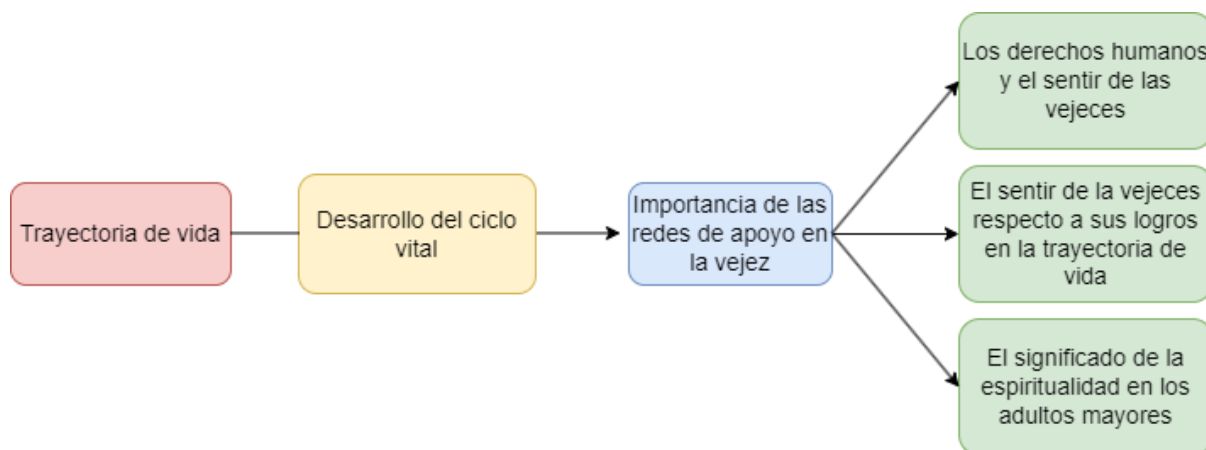 Trayectoria de vida
Desarrollo del ciclo
vital
Importancia de las
redes de apoyo en
la vejez
Los derechos humanos
y el sentir de las
vejeces
El sentir de la vejeces
respecto a sus logros
en la trayectoria de
vida
El significado de la
espiritualidad en los
adultos mayores